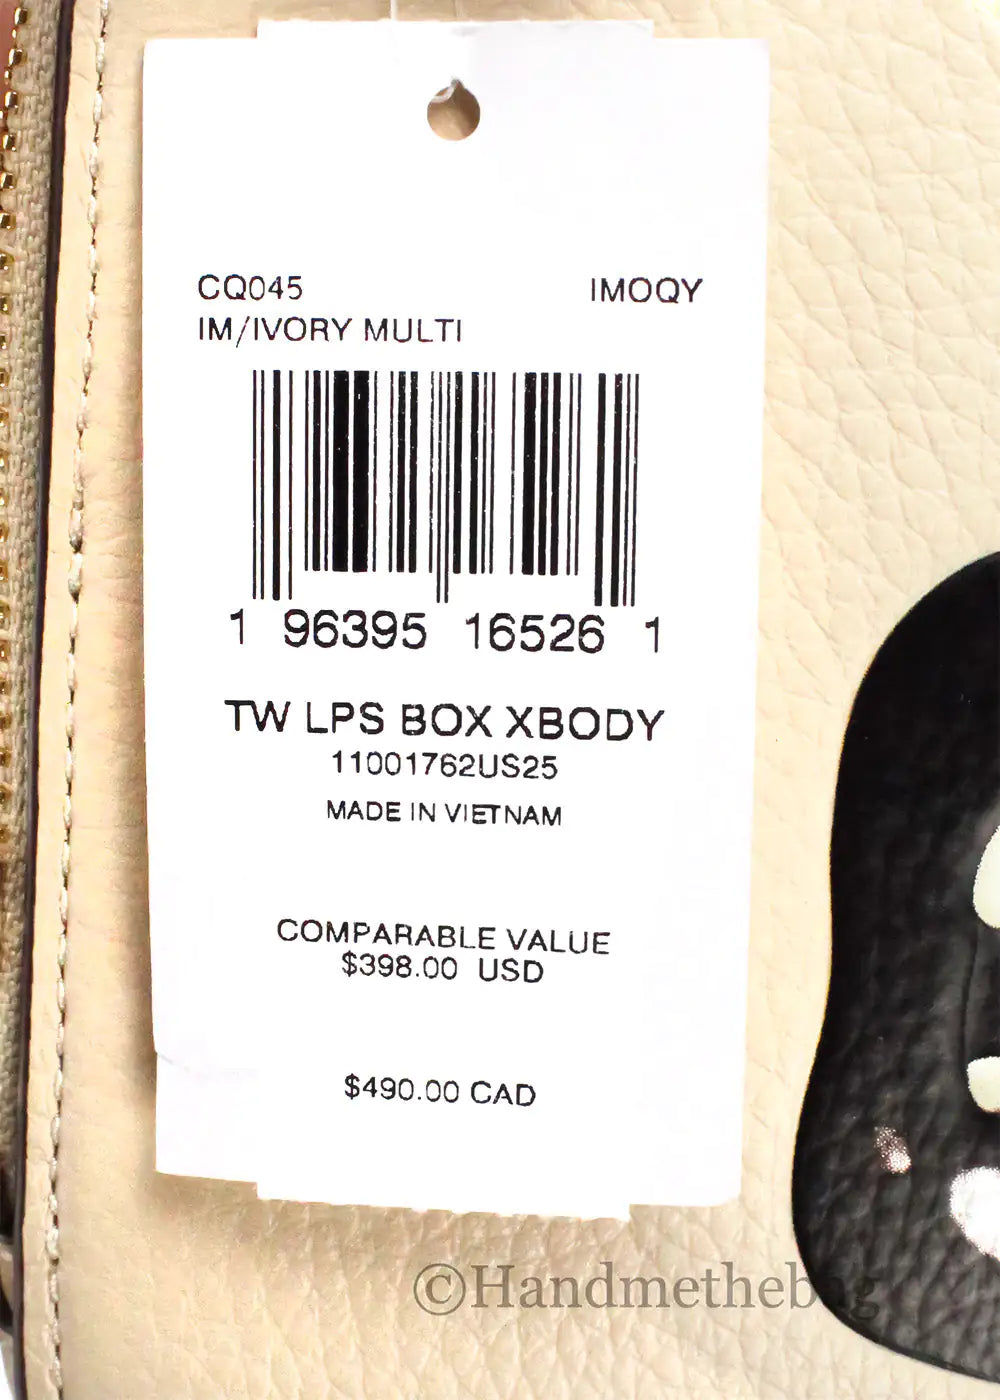 CQ045 IMOQY
IM/IVORY MULTI
1 96395 16526 1
TW LPS BOX XBODY
11001762US25
MADE IN VIETNAM
COMPARABLE VALUE
$398.00 USD
$490.00 CAD
©Handmethebag